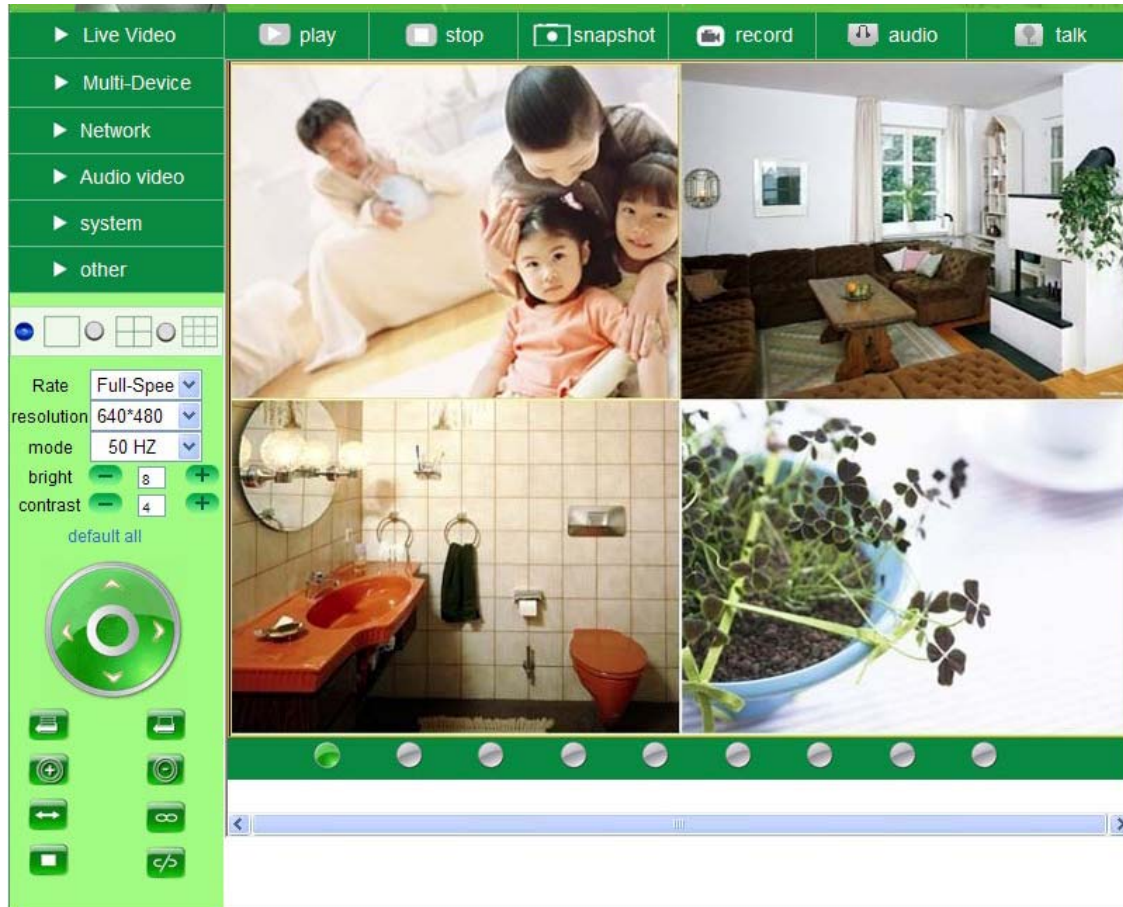 Live Video
play
stop
snapshot
record
audio
talk
Multi-Device
Network
Audio video
system
other
Rate Full-Spee
resolution 640*480
mode 50 HZ
bright 8
contrast 4
default all